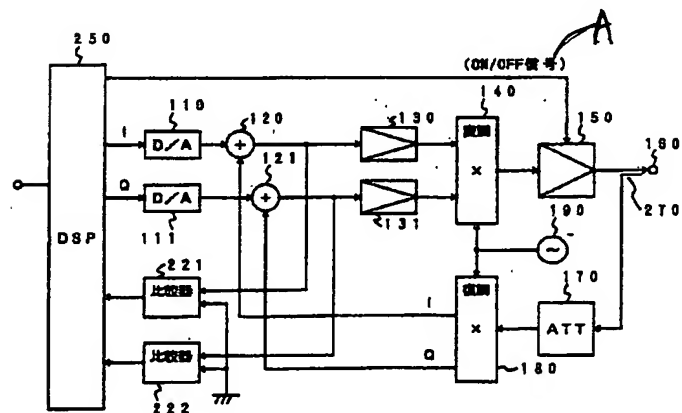 250
A
(ON/OFF信号)
110
120
130
140
150
160
I
D/A
+
変調
×
121
Q
D/A
+
111
131
190
270
~
DSP
221
比較器
I
復調
×
170
ATT
比較器
Q
180
222